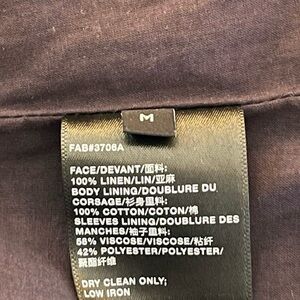 M
FAB#3706A
FACE/DEVANT/面料:
100% LINEN/LIN/亚麻
BODY LINING/DOUBLURE DU
CORSAGE/衫身里料:
100% COTTON/COTON/棉
SLEEVES LINING/DOUBLURE DES
MANCHES/袖子里料:
58% VISCOSE/VISCOSE/粘纤
42% POLYESTER/POLYESTER/
聚酯纤维
DRY CLEAN ONLY;
LOW IRON